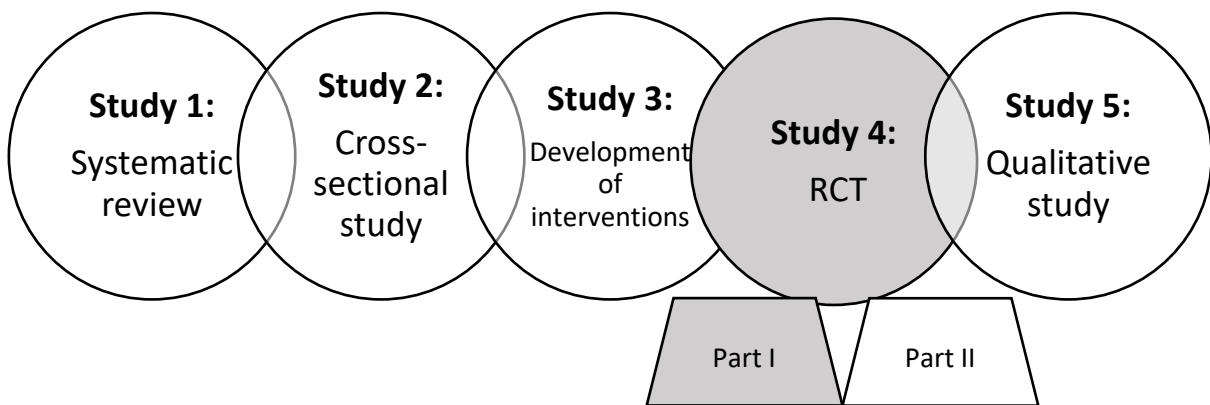 Study 1:
Systematic
review
Study 2:
Cross-
sectional
study
Study 3:
Development
of
interventions
Study 4:
RCT
Study 5:
Qualitative
study
Part I
Part II